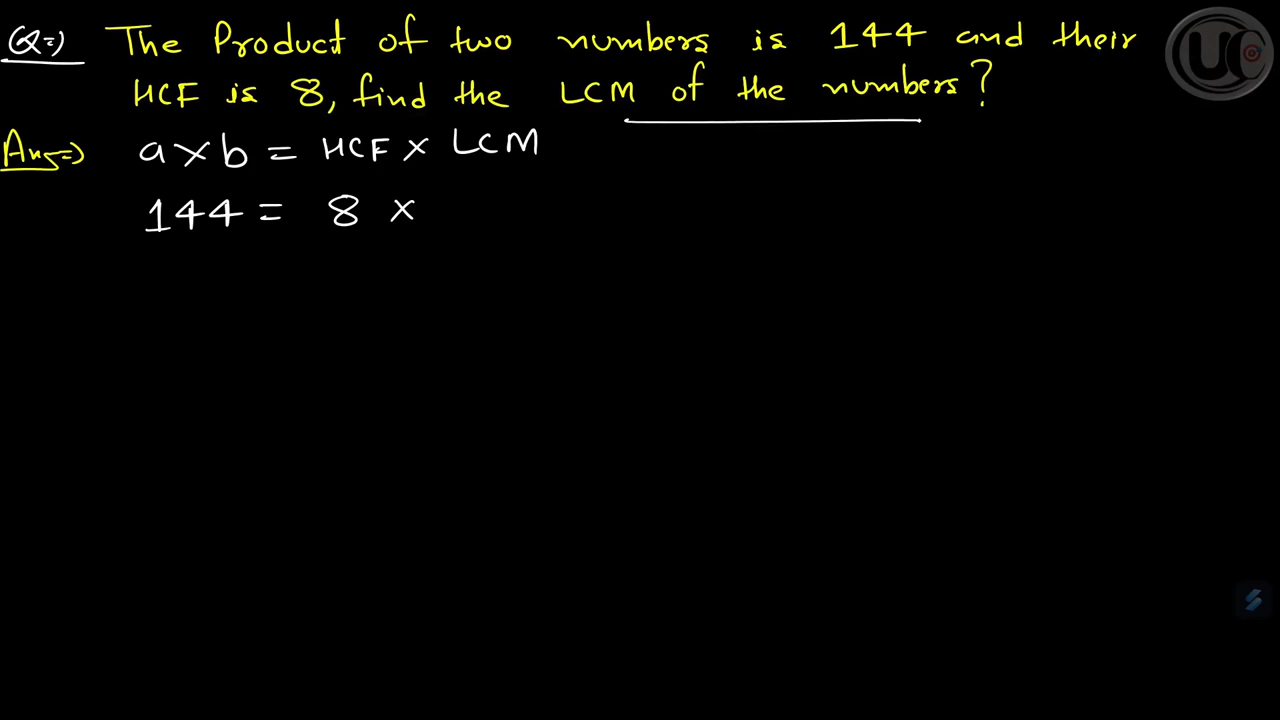 Q⇒ The Product of two numbers is 144 and their
HCF is 8, find the LCM of the numbers?
Ans⇒ a × b = HCF × LCM
144 = 8 ×
UC